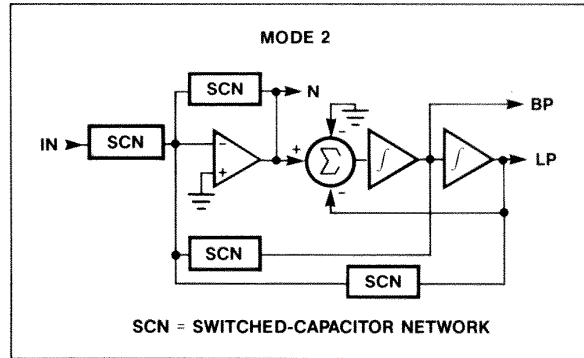 MODE 2
SCN
N
BP
IN
SCN
−
+
+
−
Σ
−
∫
∫
LP
SCN
SCN
SCN = SWITCHED-CAPACITOR NETWORK